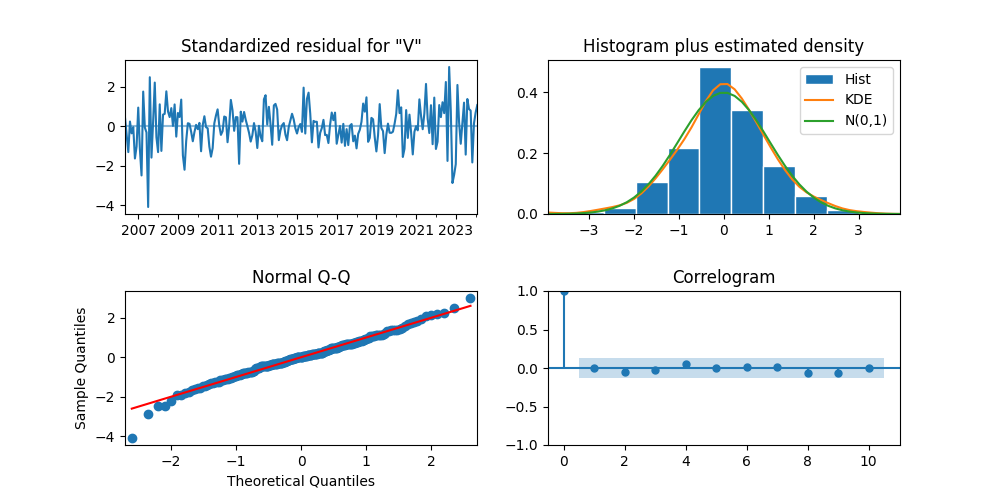 Standardized residual for "V"
2
0
−2
−4
2007 2009 2011 2013 2015 2017 2019 2021 2023
Histogram plus estimated density
Hist
KDE
N(0,1)
0.4
0.2
0.0
−3 −2 −1 0 1 2 3
Normal Q-Q
Sample Quantiles
2
0
−2
−4
−2 −1 0 1 2
Theoretical Quantiles
Correlogram
1.0
0.5
0.0
−0.5
−1.0
0 2 4 6 8 10